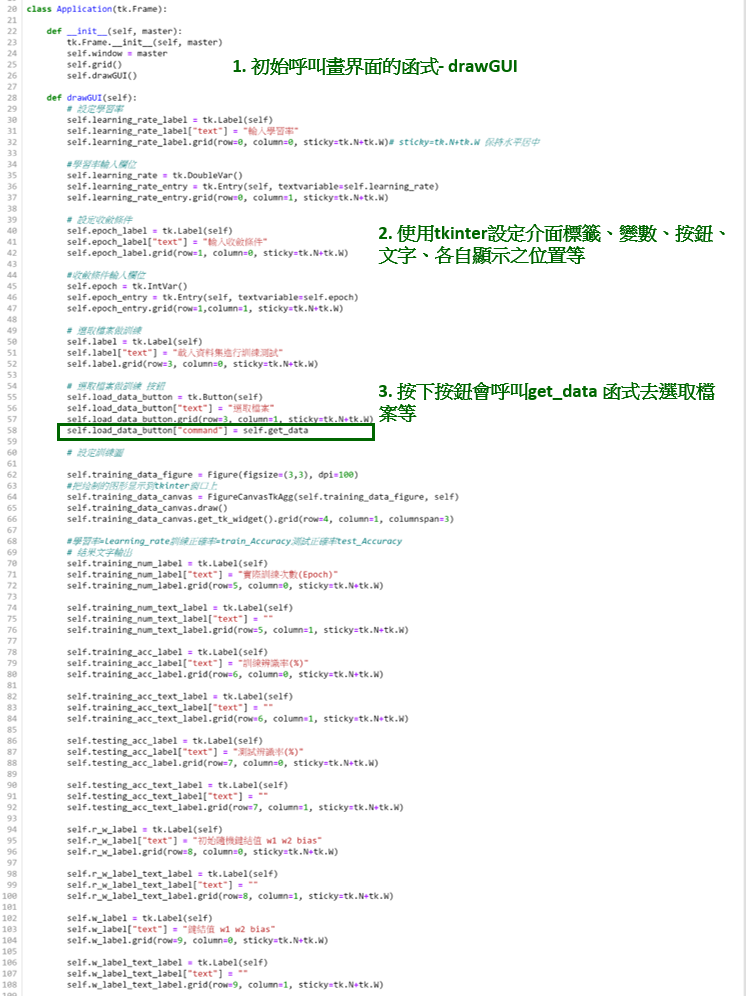 20 class Application(tk.Frame):
21
22 def __init__(self, master):
23 tk.Frame.__init__(self, master)
24 self.window = master
25 self.grid()
26 self.drawGUI()
1. 初始呼叫畫界面的函式- drawGUI
27
28 def drawGUI(self):
29 # 設定學習率
30 self.learning_rate_label = tk.Label(self)
31 self.learning_rate_label["text"] = "輸入學習率"
32 self.learning_rate_label.grid(row=0, column=0, sticky=tk.N+tk.W)# sticky=tk.N+tk.W 保持水平居中
33
34 #學習率輸入欄位
35 self.learning_rate = tk.DoubleVar()
36 self.learning_rate_entry = tk.Entry(self, textvariable=self.learning_rate)
37 self.learning_rate_entry.grid(row=0, column=1, sticky=tk.N+tk.W)
38
39 # 設定收斂條件
40 self.epoch_label = tk.Label(self)
41 self.epoch_label["text"] = "輸入收斂條件"
42 self.epoch_label.grid(row=1, column=0, sticky=tk.N+tk.W)
2. 使用tkinter設定介面標籤、變數、按鈕、
文字、各自顯示之位置等
43
44 #收斂條件輸入欄位
45 self.epoch = tk.IntVar()
46 self.epoch_entry = tk.Entry(self, textvariable=self.epoch)
47 self.epoch_entry.grid(row=1,column=1, sticky=tk.N+tk.W)
48
49 # 選取檔案做訓練
50 self.label = tk.Label(self)
51 self.label["text"] = "載入資料集進行訓練測試"
52 self.label.grid(row=3, column=0, sticky=tk.N+tk.W)
53
54 # 選取檔案做訓練 按鈕
55 self.load_data_button = tk.Button(self)
56 self.load_data_button["text"] = "選取檔案"
57 self.load_data_button.grid(row=3, column=1, sticky=tk.N+tk.W)
58 self.load_data_button["command"] = self.get_data
3. 按下按鈕會呼叫get_data 函式去選取檔
案等
59
60 # 設定訓練圖
61
62 self.training_data_figure = Figure(figsize=(3,3), dpi=100)
63 #把绘制的图形显示到tkinter窗口上
64 self.training_data_canvas = FigureCanvasTkAgg(self.training_data_figure, self)
65 self.training_data_canvas.draw()
66 self.training_data_canvas.get_tk_widget().grid(row=4, column=1, columnspan=3)
67
68 #學習率=Learning_rate訓練正確率=train_Accuracy測試正確率test_Accuracy
69 # 結果文字輸出
70 self.training_num_label = tk.Label(self)
71 self.training_num_label["text"] = "實際訓練次數(Epoch)"
72 self.training_num_label.grid(row=5, column=0, sticky=tk.N+tk.W)
73
74 self.training_num_text_label = tk.Label(self)
75 self.training_num_text_label["text"] = ""
76 self.training_num_text_label.grid(row=5, column=1, sticky=tk.N+tk.W)
77
78 self.training_acc_label = tk.Label(self)
79 self.training_acc_label["text"] = "訓練辨識率(%)"
80 self.training_acc_label.grid(row=6, column=0, sticky=tk.N+tk.W)
81
82 self.training_acc_text_label = tk.Label(self)
83 self.training_acc_text_label["text"] = ""
84 self.training_acc_text_label.grid(row=6, column=1, sticky=tk.N+tk.W)
85
86 self.testing_acc_label = tk.Label(self)
87 self.testing_acc_label["text"] = "測試辨識率(%)"
88 self.testing_acc_label.grid(row=7, column=0, sticky=tk.N+tk.W)
89
90 self.testing_acc_text_label = tk.Label(self)
91 self.testing_acc_text_label["text"] = ""
92 self.testing_acc_text_label.grid(row=7, column=1, sticky=tk.N+tk.W)
93
94 self.r_w_label = tk.Label(self)
95 self.r_w_label["text"] = "初始隨機鍵結值 w1 w2 bias"
96 self.r_w_label.grid(row=8, column=0, sticky=tk.N+tk.W)
97
98 self.r_w_label_text_label = tk.Label(self)
99 self.r_w_label_text_label["text"] = ""
100 self.r_w_label_text_label.grid(row=8, column=1, sticky=tk.N+tk.W)
101
102 self.w_label = tk.Label(self)
103 self.w_label["text"] = "鍵結值 w1 w2 bias"
104 self.w_label.grid(row=9, column=0, sticky=tk.N+tk.W)
105
106 self.w_label_text_label = tk.Label(self)
107 self.w_label_text_label["text"] = ""
108 self.w_label_text_label.grid(row=9, column=1, sticky=tk.N+tk.W)